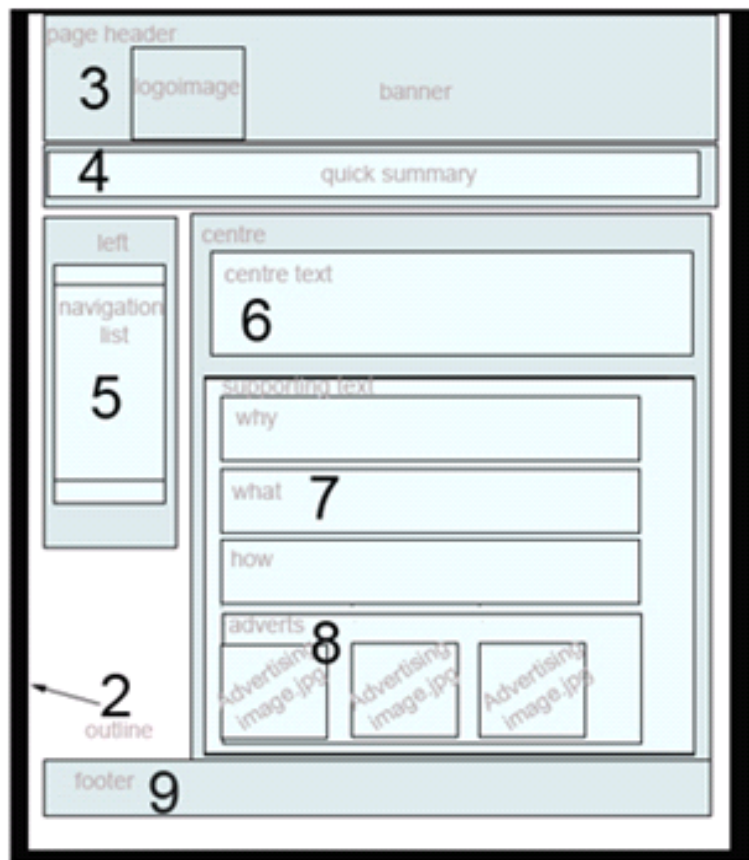 page header
3
logoimage
banner
4
quick summary
left
navigation
list
5
centre
centre text
6
supporting text
why
what
7
how
adverts
8
Advertising
image.jpg
Advertising
image.jpg
Advertising
image.jpg
2
outline
footer
9